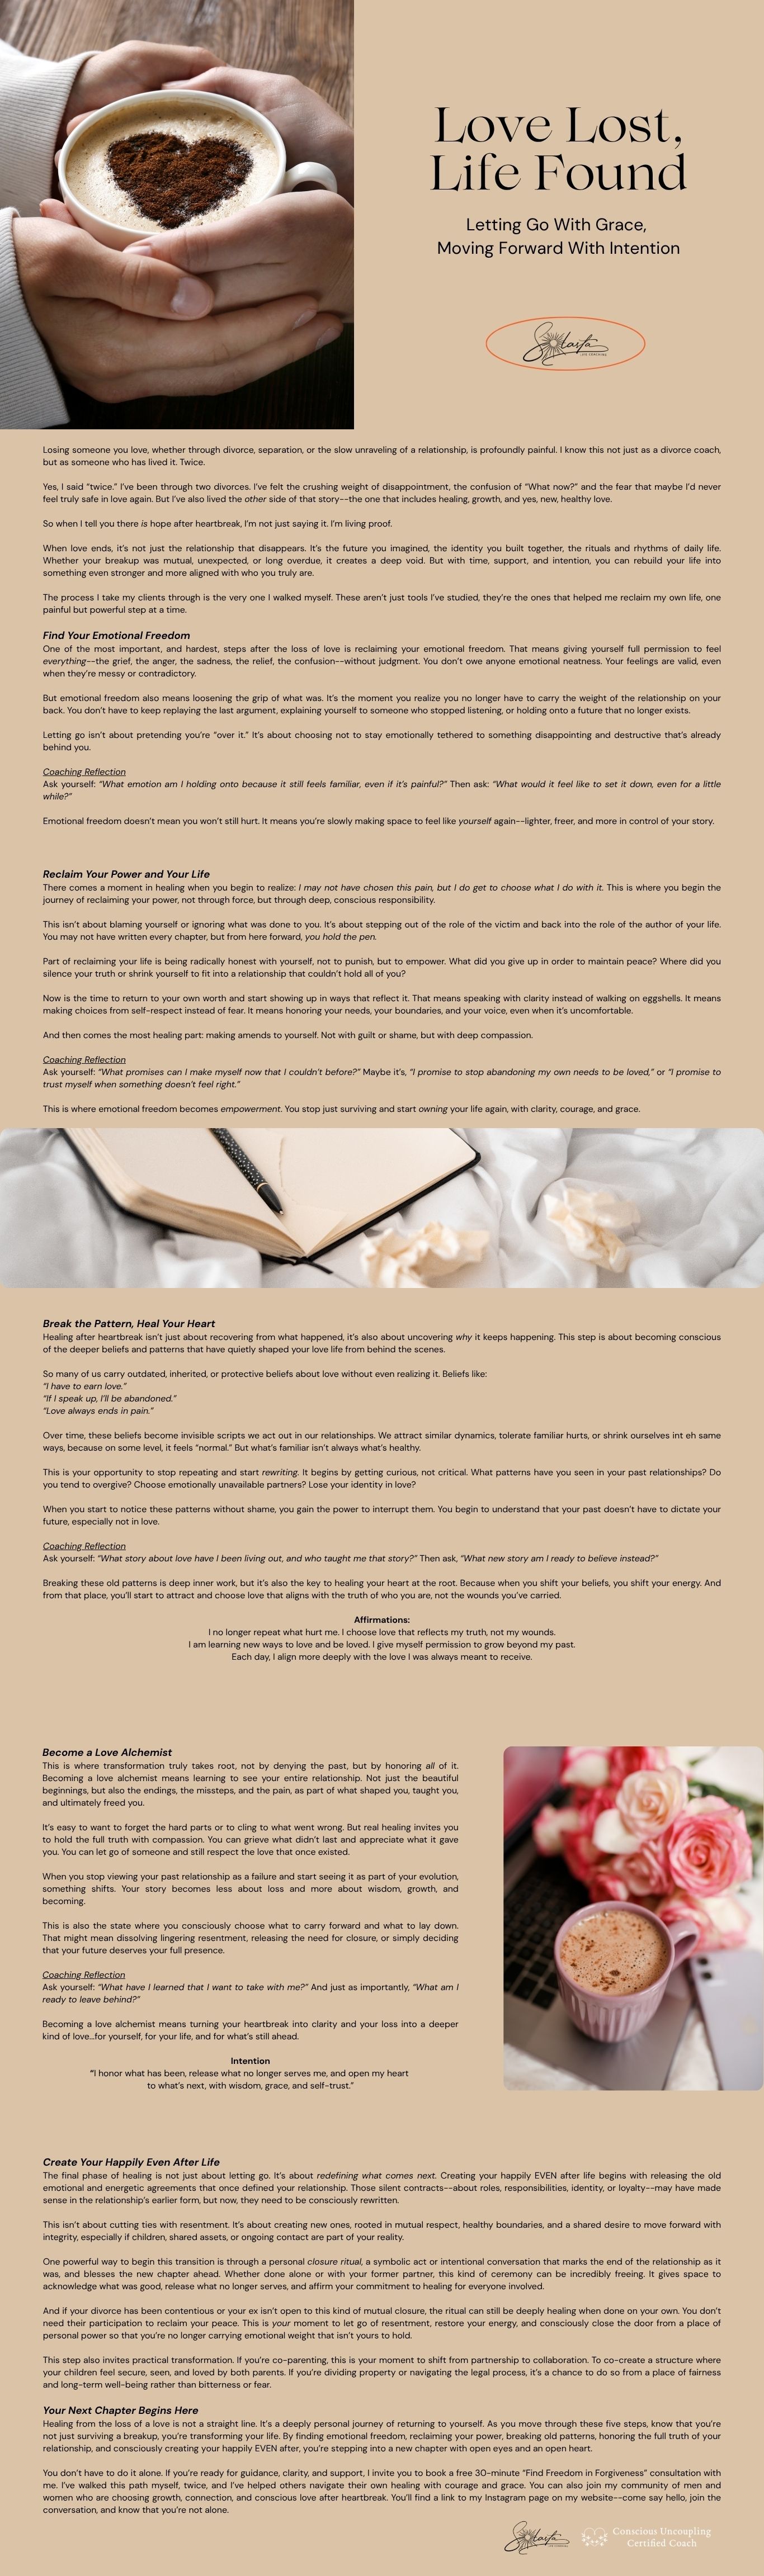 Love Lost,
Life Found
Letting Go With Grace,
Moving Forward With Intention
Losing someone you love, whether through divorce, separation, or the slow unraveling of a relationship, is profoundly painful. I know this not just as a divorce coach,
but as someone who has lived it. Twice.
Yes, I said “twice.” I’ve been through two divorces. I’ve felt the crushing weight of disappointment, the confusion of “What now?” and the fear that maybe I’d never
feel truly safe in love again. But I’ve also lived the other side of that story--the one that includes healing, growth, and yes, new, healthy love.
So when I tell you there is hope after heartbreak, I’m not just saying it. I’m living proof.
When love ends, it’s not just the relationship that disappears. It’s the future you imagined, the identity you built together, the rituals and rhythms of daily life.
Whether your breakup was mutual, unexpected, or long overdue, it creates a deep void. But with time, support, and intention, you can rebuild your life into
something even stronger and more aligned with who you truly are.
The process I take my clients through is the very one I walked myself. These aren’t just tools I’ve studied, they’re the ones that helped me reclaim my own life, one
painful but powerful step at a time.
Find Your Emotional Freedom
One of the most important, and hardest, steps after the loss of love is reclaiming your emotional freedom. That means giving yourself full permission to feel
everything--the grief, the anger, the sadness, the relief, the confusion--without judgment. You don’t owe anyone emotional neatness. Your feelings are valid, even
when they’re messy or contradictory.
But emotional freedom also means loosening the grip of what was. It’s the moment you realize you no longer have to carry the weight of the relationship on your
back. You don’t have to keep replaying the last argument, explaining yourself to someone who stopped listening, or holding onto a future that no longer exists.
Letting go isn’t about pretending you’re “over it.” It’s about choosing not to stay emotionally tethered to something disappointing and destructive that’s already
behind you.
Coaching Reflection
Ask yourself: “What emotion am I holding onto because it still feels familiar, even if it’s painful?” Then ask: “What would it feel like to set it down, even for a little
while?”
Emotional freedom doesn’t mean you won’t still hurt. It means you’re slowly making space to feel like yourself again--lighter, freer, and more in control of your story.
Reclaim Your Power and Your Life
There comes a moment in healing when you begin to realize: I may not have chosen this pain, but I do get to choose what I do with it. This is where you begin the
journey of reclaiming your power, not through force, but through deep, conscious responsibility.
This isn’t about blaming yourself or ignoring what was done to you. It’s about stepping out of the role of the victim and back into the role of the author of your life.
You may not have written every chapter, but from here forward, you hold the pen.
Part of reclaiming your life is being radically honest with yourself, not to punish, but to empower. What did you give up in order to maintain peace? Where did you
silence your truth or shrink yourself to fit into a relationship that couldn’t hold all of you?
Now is the time to return to your own worth and start showing up in ways that reflect it. That means speaking with clarity instead of walking on eggshells. It means
making choices from self-respect instead of fear. It means honoring your needs, your boundaries, and your voice, even when it’s uncomfortable.
And then comes the most healing part: making amends to yourself. Not with guilt or shame, but with deep compassion.
Coaching Reflection
Ask yourself: “What promises can I make myself now that I couldn’t before?” Maybe it’s, “I promise to stop abandoning my own needs to be loved,” or “I promise to
trust myself when something doesn’t feel right.”
This is where emotional freedom becomes empowerment. You stop just surviving and start owning your life again, with clarity, courage, and grace.
Break the Pattern, Heal Your Heart
Healing after heartbreak isn’t just about recovering from what happened, it’s also about uncovering why it keeps happening. This step is about becoming conscious
of the deeper beliefs and patterns that have quietly shaped your love life from behind the scenes.
So many of us carry outdated, inherited, or protective beliefs about love without even realizing it. Beliefs like:
“I have to earn love.”
“If I speak up, I’ll be abandoned.”
“Love always ends in pain.”
Over time, these beliefs become invisible scripts we act out in our relationships. We attract similar dynamics, tolerate familiar hurts, or shrink ourselves int eh same
ways, because on some level, it feels “normal.” But what’s familiar isn’t always what’s healthy.
This is your opportunity to stop repeating and start rewriting. It begins by getting curious, not critical. What patterns have you seen in your past relationships? Do
you tend to overgive? Choose emotionally unavailable partners? Lose your identity in love?
When you start to notice these patterns without shame, you gain the power to interrupt them. You begin to understand that your past doesn’t have to dictate your
future, especially not in love.
Coaching Reflection
Ask yourself: “What story about love have I been living out, and who taught me that story?” Then ask, “What new story am I ready to believe instead?”
Breaking these old patterns is deep inner work, but it’s also the key to healing your heart at the root. Because when you shift your beliefs, you shift your energy. And
from that place, you’ll start to attract and choose love that aligns with the truth of who you are, not the wounds you’ve carried.
Affirmations:
I no longer repeat what hurt me. I choose love that reflects my truth, not my wounds.
I am learning new ways to love and be loved. I give myself permission to grow beyond my past.
Each day, I align more deeply with the love I was always meant to receive.
Become a Love Alchemist
This is where transformation truly takes root, not by denying the past, but by honoring all of it.
Becoming a love alchemist means learning to see your entire relationship. Not just the beautiful
beginnings, but also the endings, the missteps, and the pain, as part of what shaped you, taught you,
and ultimately freed you.
It’s easy to want to forget the hard parts or to cling to what went wrong. But real healing invites you
to hold the full truth with compassion. You can grieve what didn’t last and appreciate what it gave
you. You can let go of someone and still respect the love that once existed.
When you stop viewing your past relationship as a failure and start seeing it as part of your evolution,
something shifts. Your story becomes less about loss and more about wisdom, growth, and
becoming.
This is also the state where you consciously choose what to carry forward and what to lay down.
That might mean dissolving lingering resentment, releasing the need for closure, or simply deciding
that your future deserves your full presence.
Coaching Reflection
Ask yourself: “What have I learned that I want to take with me?” And just as importantly, “What am I
ready to leave behind?”
Becoming a love alchemist means turning your heartbreak into clarity and your loss into a deeper
kind of love...for yourself, for your life, and for what’s still ahead.
Intention
“I honor what has been, release what no longer serves me, and open my heart
to what’s next, with wisdom, grace, and self-trust.”
Create Your Happily Even After Life
The final phase of healing is not just about letting go. It’s about redefining what comes next. Creating your happily EVEN after life begins with releasing the old
emotional and energetic agreements that once defined your relationship. Those silent contracts--about roles, responsibilities, identity, or loyalty--may have made
sense in the relationship’s earlier form, but now, they need to be consciously rewritten.
This isn’t about cutting ties with resentment. It’s about creating new ones, rooted in mutual respect, healthy boundaries, and a shared desire to move forward with
integrity, especially if children, shared assets, or ongoing contact are part of your reality.
One powerful way to begin this transition is through a personal closure ritual, a symbolic act or intentional conversation that marks the end of the relationship as it
was, and blesses the new chapter ahead. Whether done alone or with your former partner, this kind of ceremony can be incredibly freeing. It gives space to
acknowledge what was good, release what no longer serves, and affirm your commitment to healing for everyone involved.
And if your divorce has been contentious or your ex isn’t open to this kind of mutual closure, the ritual can still be deeply healing when done on your own. You don’t
need their participation to reclaim your peace. This is your moment to let go of resentment, restore your energy, and consciously close the door from a place of
personal power so that you’re no longer carrying emotional weight that isn’t yours to hold.
This step also invites practical transformation. If you’re co-parenting, this is your moment to shift from partnership to collaboration. To co-create a structure where
your children feel secure, seen, and loved by both parents. If you’re dividing property or navigating the legal process, it’s a chance to do so from a place of fairness
and long-term well-being rather than bitterness or fear.
Your Next Chapter Begins Here
Healing from the loss of a love is not a straight line. It’s a deeply personal journey of returning to yourself. As you move through these five steps, know that you’re
not just surviving a breakup, you’re transforming your life. By finding emotional freedom, reclaiming your power, breaking old patterns, honoring the full truth of your
relationship, and consciously creating your happily EVEN after, you’re stepping into a new chapter with open eyes and an open heart.
You don’t have to do it alone. If you’re ready for guidance, clarity, and support, I invite you to book a free 30-minute “Find Freedom in Forgiveness” consultation with
me. I’ve walked this path myself, twice, and I’ve helped others navigate their own healing with courage and grace. You can also join my community of men and
women who are choosing growth, connection, and conscious love after heartbreak. You’ll find a link to my Instagram page on my website--come say hello, join the
conversation, and know that you’re not alone.
Conscious Uncoupling
Certified Coach